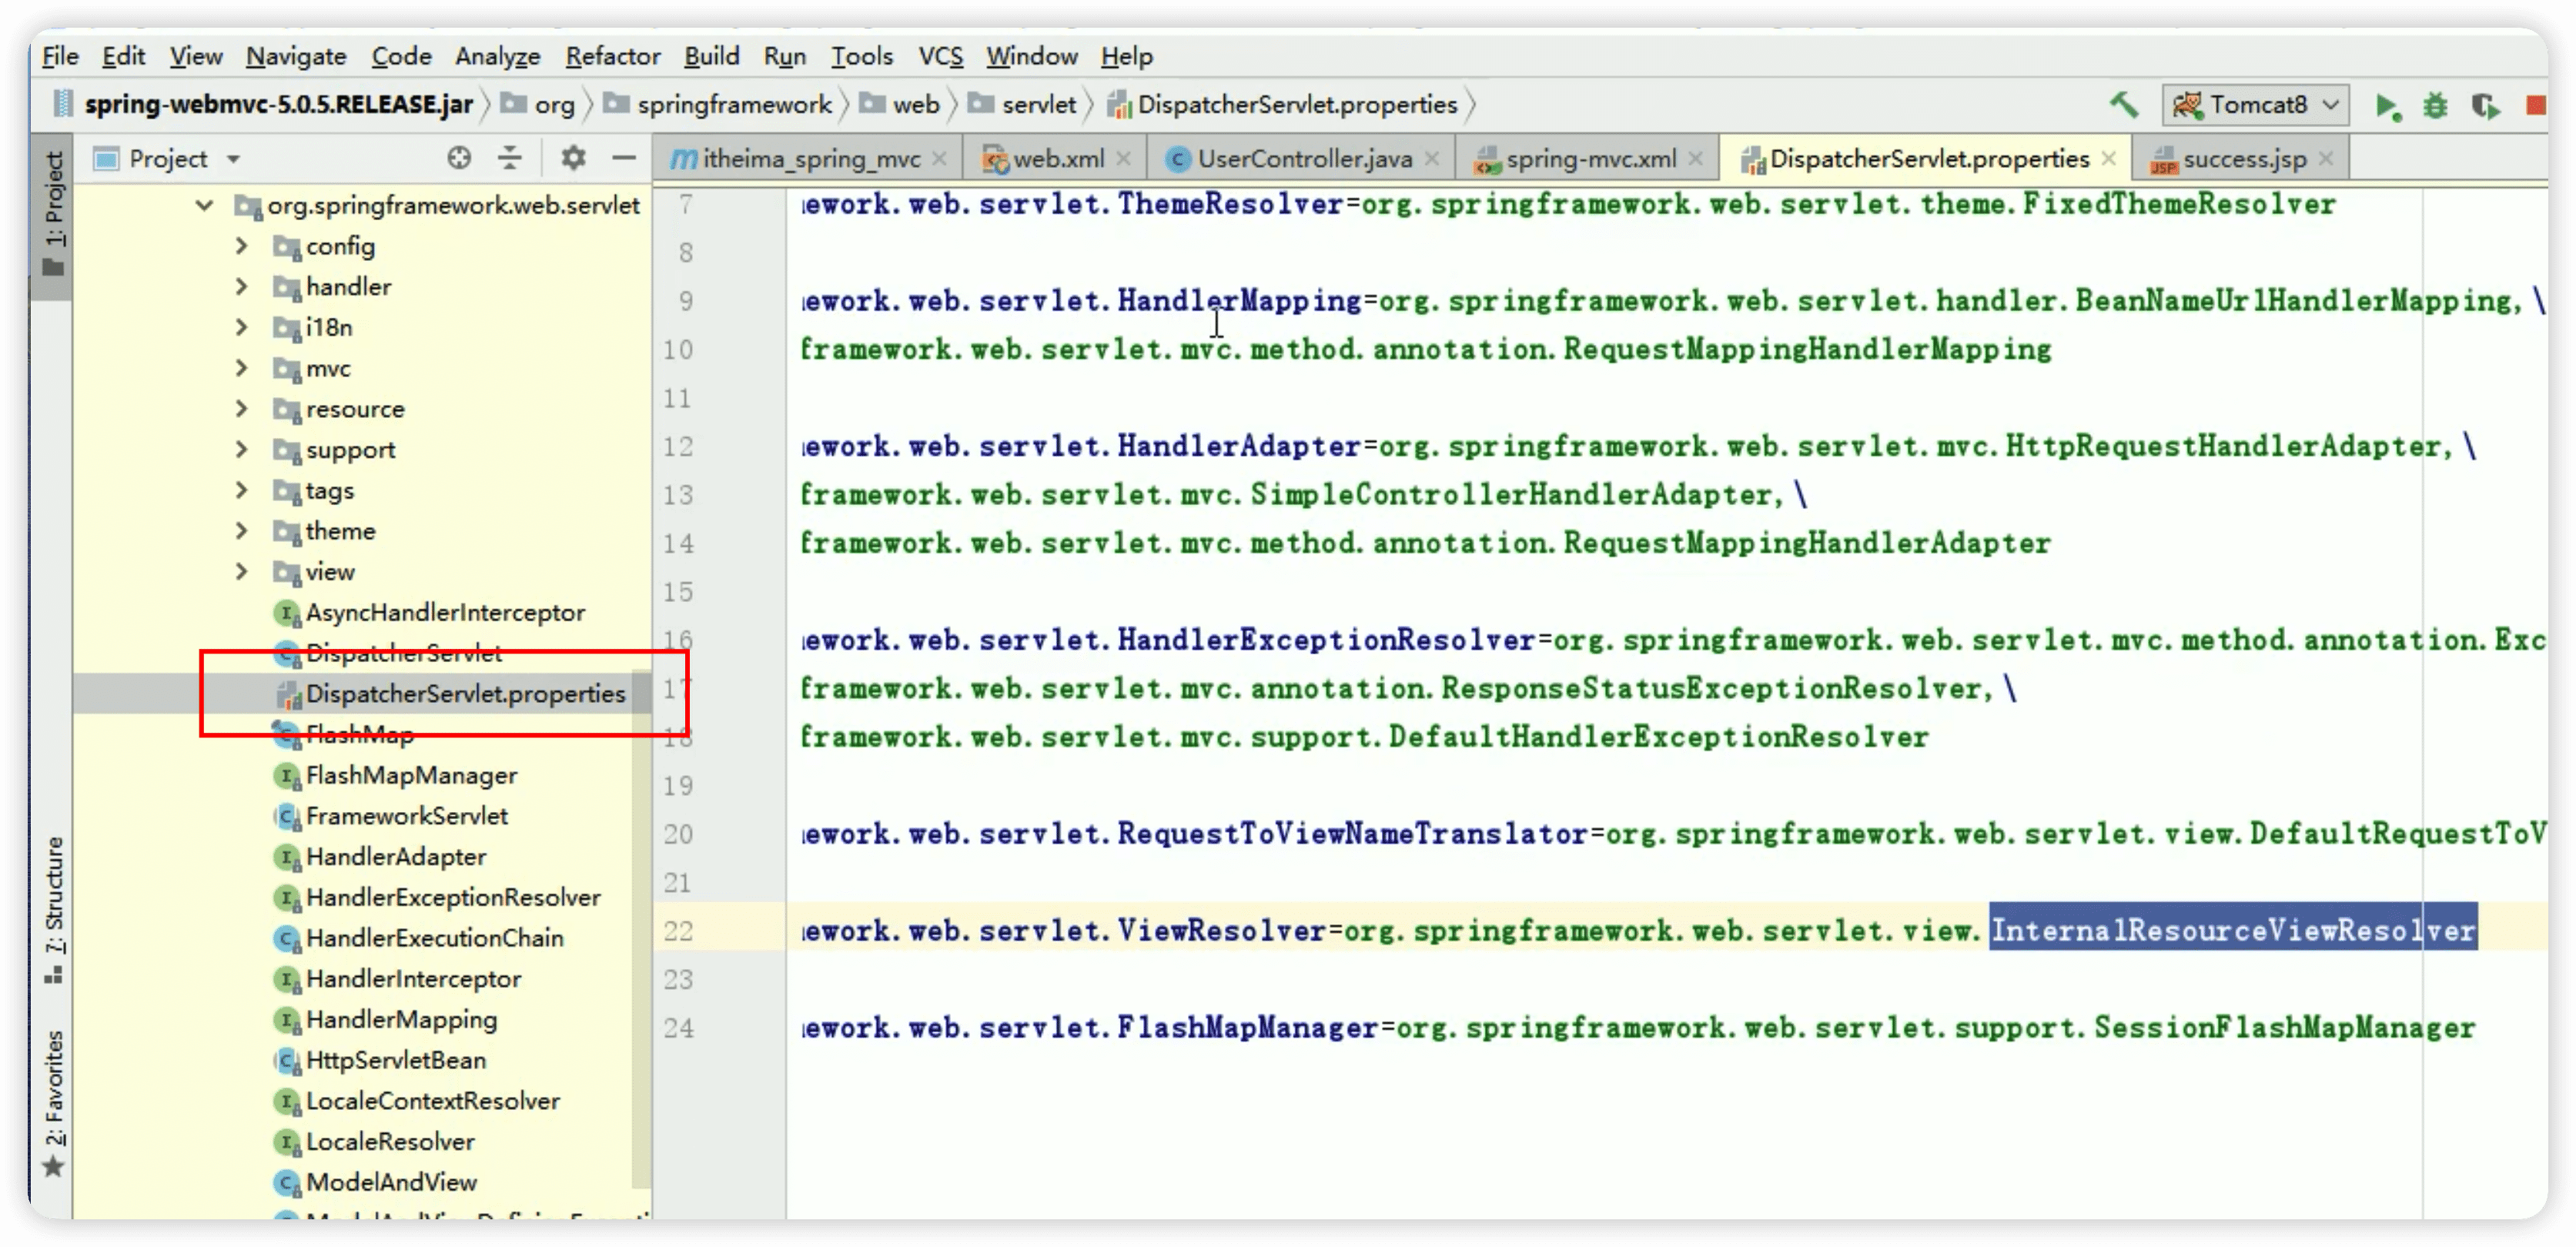 File Edit View Navigate Code Analyze Refactor Build Run Tools VCS Window Help
spring-webmvc-5.0.5.RELEASE.jar org springframework web servlet DispatcherServlet.properties Tomcat8
Project
itheima_spring_mvc web.xml UserController.java spring-mvc.xml DispatcherServlet.properties success.jsp
1: Project
7: Structure
2: Favorites
org.springframework.web.servlet
config
handler
i18n
mvc
resource
support
tags
theme
view
AsyncHandlerInterceptor
DispatcherServlet
DispatcherServlet.properties
FlashMap
FlashMapManager
FrameworkServlet
HandlerAdapter
HandlerExceptionResolver
HandlerExecutionChain
HandlerInterceptor
HandlerMapping
HttpServletBean
LocaleContextResolver
LocaleResolver
ModelAndView
7 ework.web.servlet.ThemeResolver=org.springframework.web.servlet.theme.FixedThemeResolver
8
9 ework.web.servlet.HandlerMapping=org.springframework.web.servlet.handler.BeanNameUrlHandlerMapping,\
10 framework.web.servlet.mvc.method.annotation.RequestMappingHandlerMapping
11
12 ework.web.servlet.HandlerAdapter=org.springframework.web.servlet.mvc.HttpRequestHandlerAdapter,\
13 framework.web.servlet.mvc.SimpleControllerHandlerAdapter,\
14 framework.web.servlet.mvc.method.annotation.RequestMappingHandlerAdapter
15
16 ework.web.servlet.HandlerExceptionResolver=org.springframework.web.servlet.mvc.method.annotation.Exc
17 framework.web.servlet.mvc.annotation.ResponseStatusExceptionResolver,\
18 framework.web.servlet.mvc.support.DefaultHandlerExceptionResolver
19
20 ework.web.servlet.RequestToViewNameTranslator=org.springframework.web.servlet.view.DefaultRequestToV
21
22 ework.web.servlet.ViewResolver=org.springframework.web.servlet.view.InternalResourceViewResolver
23
24 ework.web.servlet.FlashMapManager=org.springframework.web.servlet.support.SessionFlashMapManager